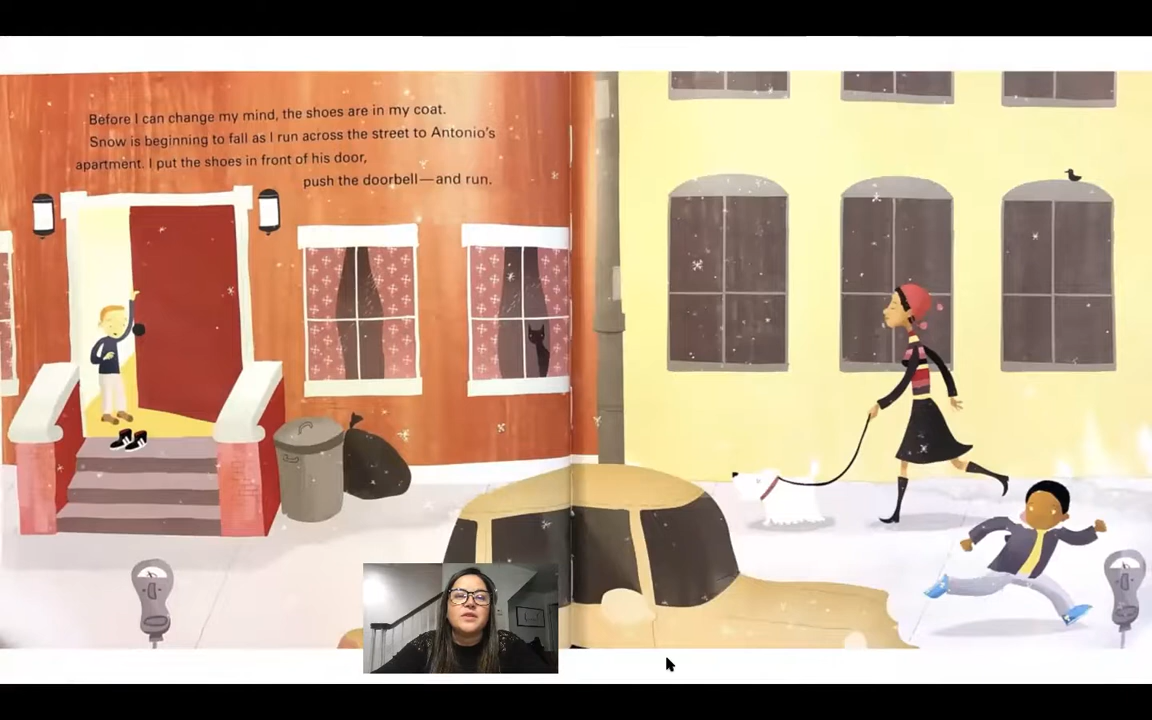 Before I can change my mind, the shoes are in my coat.
Snow is beginning to fall as I run across the street to Antonio's
apartment. I put the shoes in front of his door,
push the doorbell—and run.